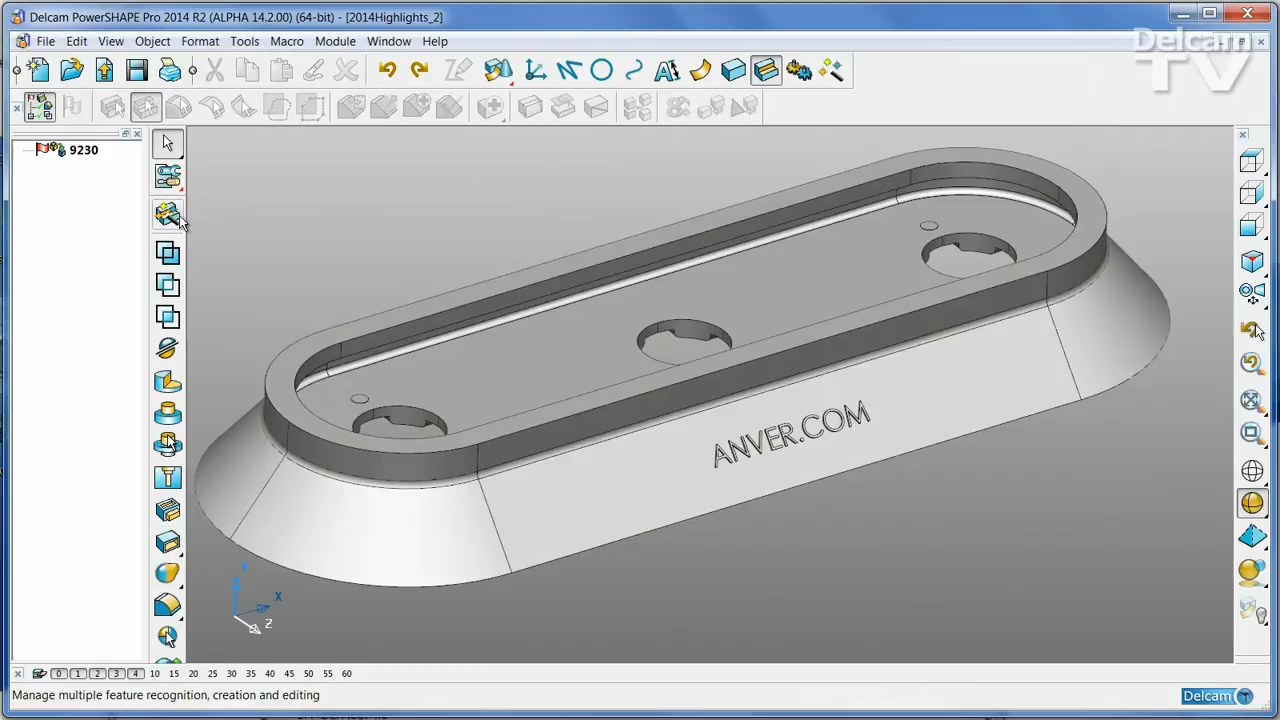 Delcam PowerSHAPE Pro 2014 R2 (ALPHA 14.2.00) (64-bit) - [2014Highlights_2]
File Edit View Object Format Tools Macro Module Window Help
Delcam
TV
9230
ANVER.COM
Y
X
Z
0 1 2 3 4 10 15 20 25 30 35 40 45 50 55 60
Manage multiple feature recognition, creation and editing
Delcam